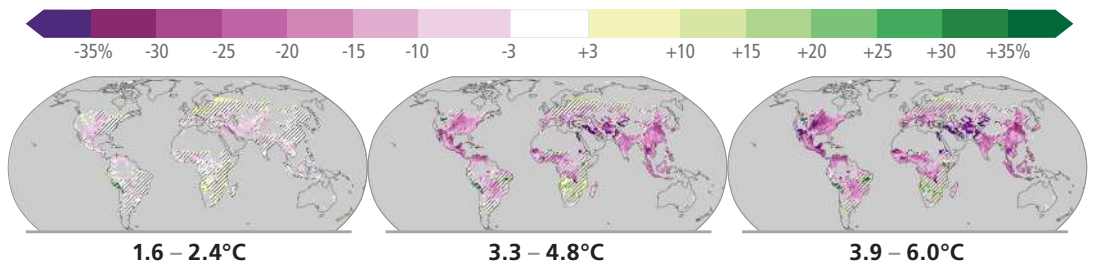 -35% -30 -25 -20 -15 -10 -3 +3 +10 +15 +20 +25 +30 +35%
1.6 – 2.4°C 3.3 – 4.8°C 3.9 – 6.0°C